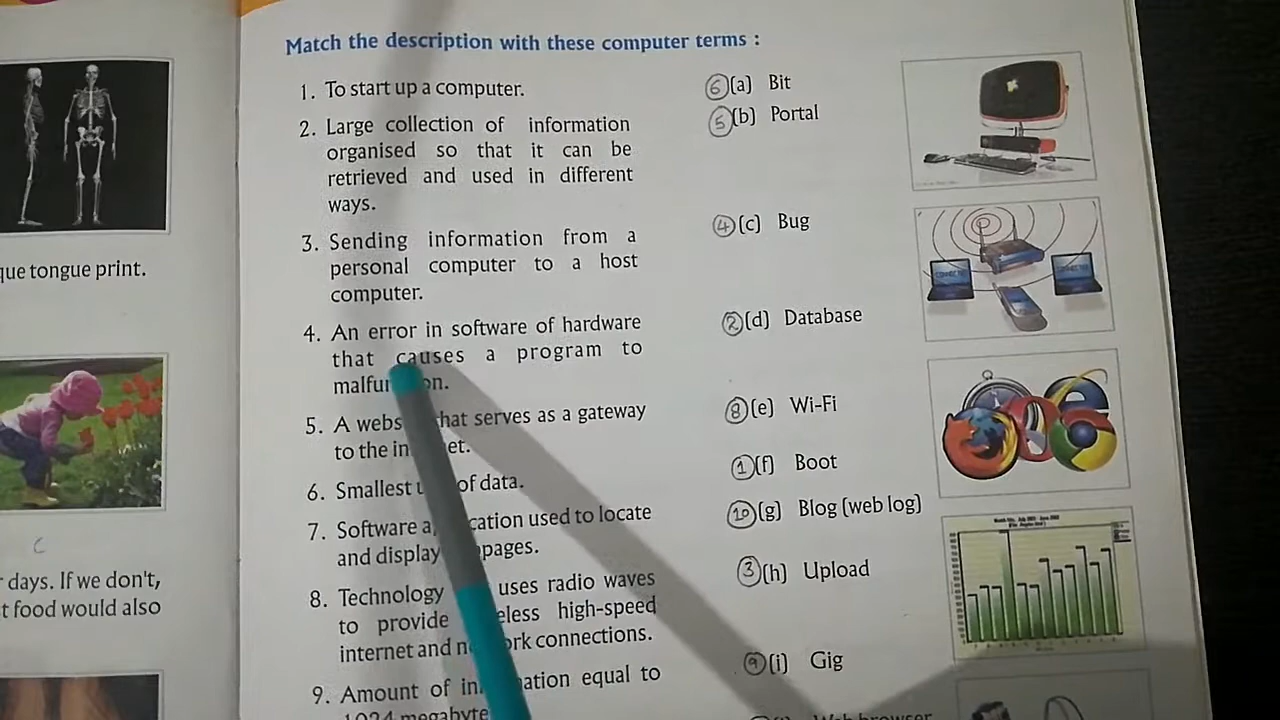 Match the description with these computer terms :
1. To start up a computer.
2. Large collection of information
organised so that it can be
retrieved and used in different
ways.
3. Sending information from a
personal computer to a host
computer.
4. An error in software of hardware
that causes a program to
malfu on.
5. A webs hat serves as a gateway
to the in et.
6. Smallest u of data.
7. Software a cation used to locate
and display pages.
8. Technology uses radio waves
to provide eless high-speed
internet and n ork connections.
9. Amount of in ation equal to
1024 megabyte
6 (a) Bit
5 (b) Portal
4 (c) Bug
2 (d) Database
8 (e) Wi-Fi
1 (f) Boot
10 (g) Blog (web log)
3 (h) Upload
9 (i) Gig
Web browser
que tongue print.
C
r days. If we don't,
t food would also